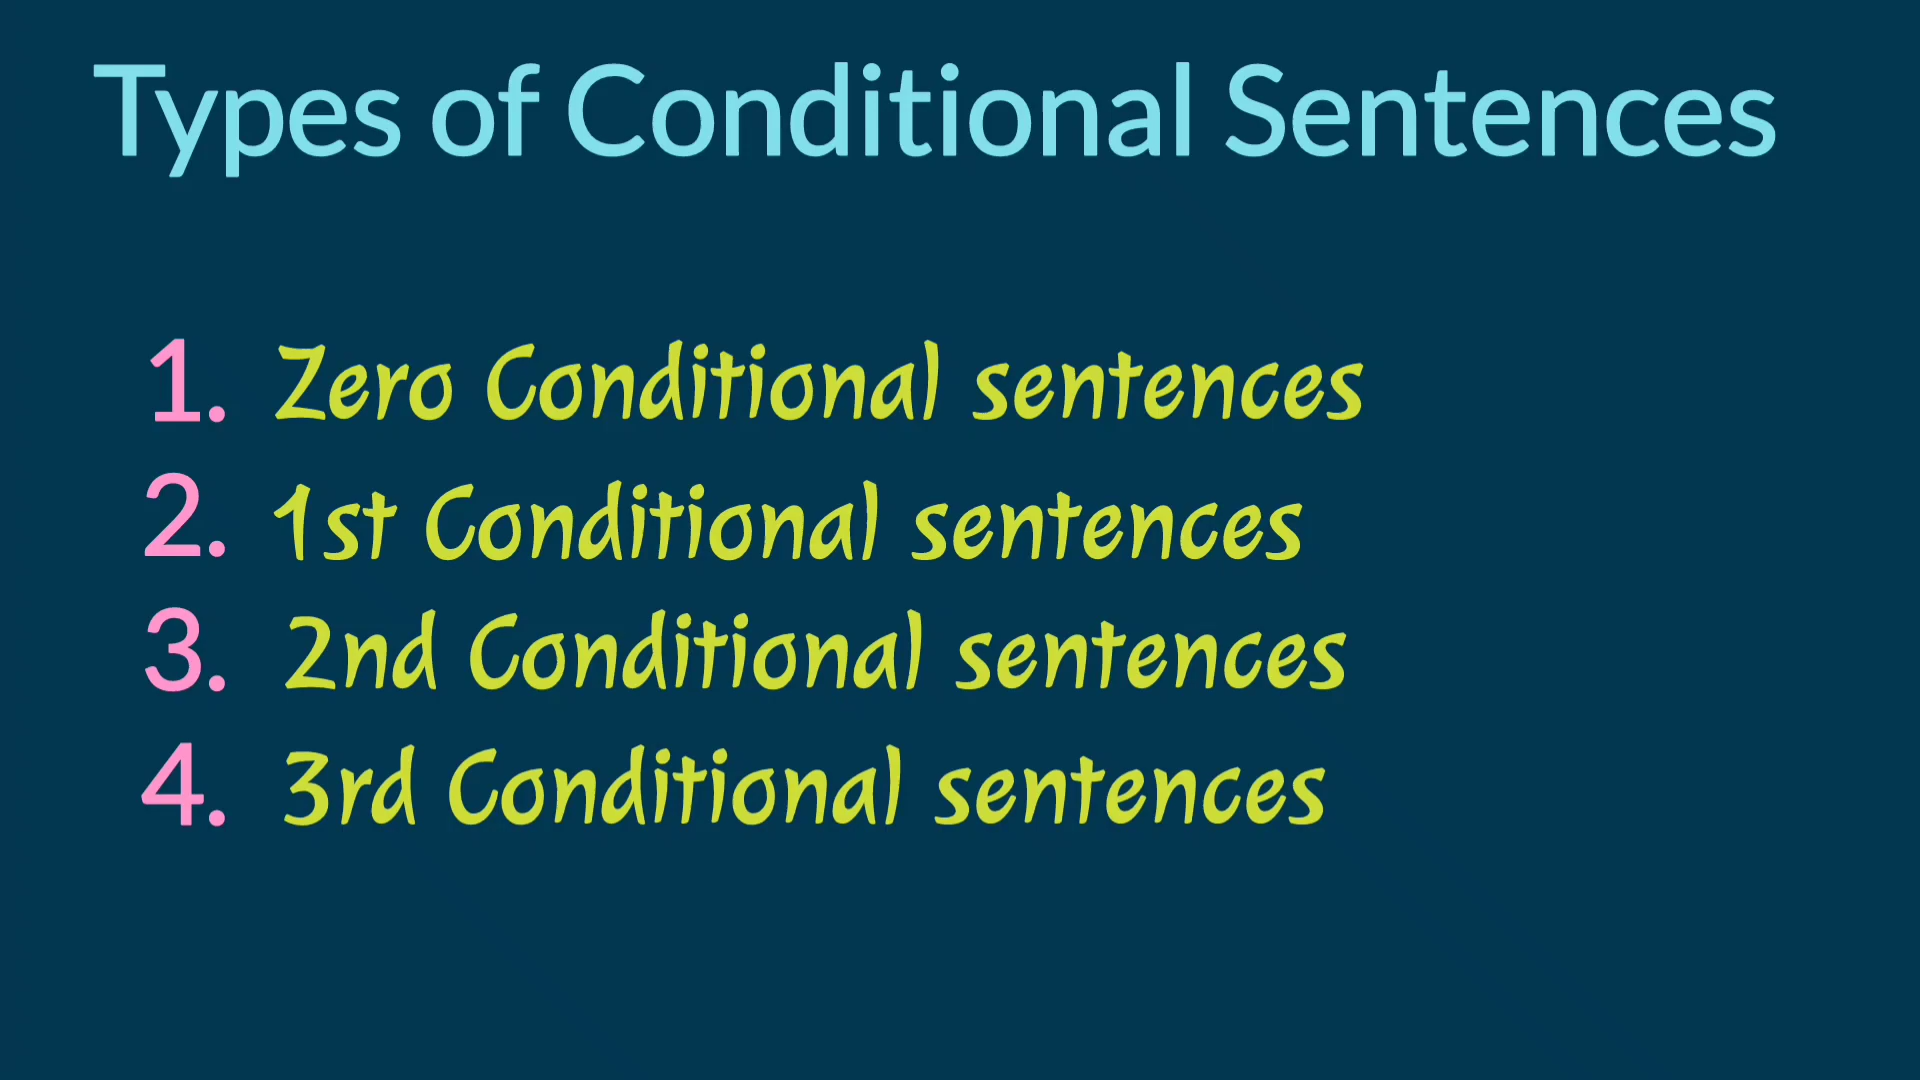 Types of Conditional Sentences
1. Zero Conditional sentences
2. 1st Conditional sentences
3. 2nd Conditional sentences
4. 3rd Conditional sentences